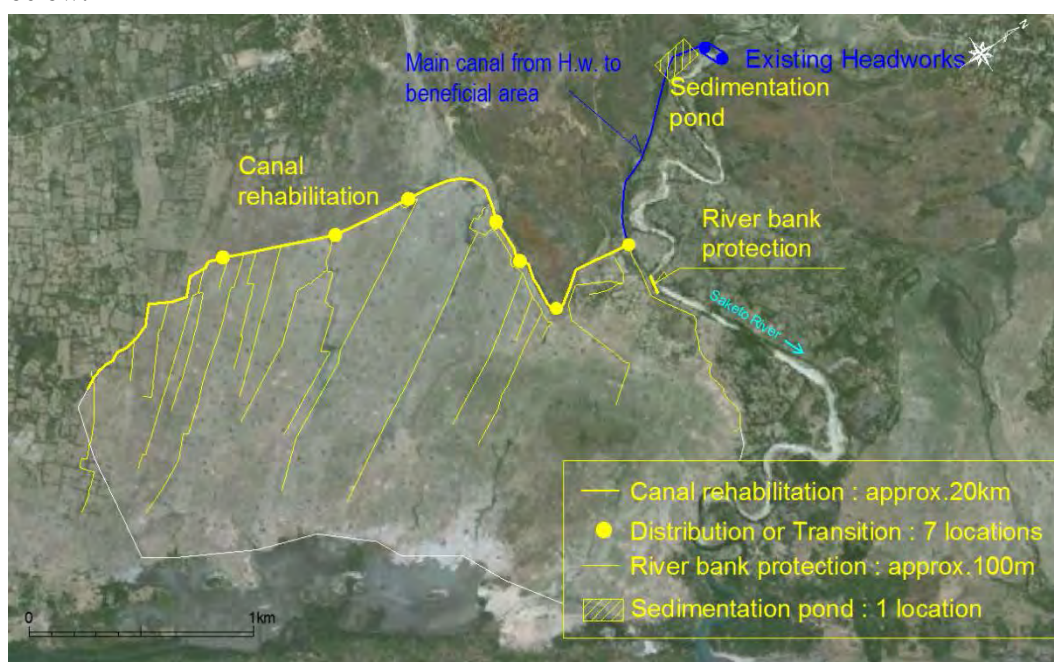 Main canal from H.w. to
beneficial area
Existing Headworks
Sedimentation
pond
Canal
rehabilitation
River bank
protection
Sakelo River
Canal rehabilitation : approx.20km
Distribution or Transition : 7 locations
River bank protection : approx.100m
Sedimentation pond : 1 location
0
1km